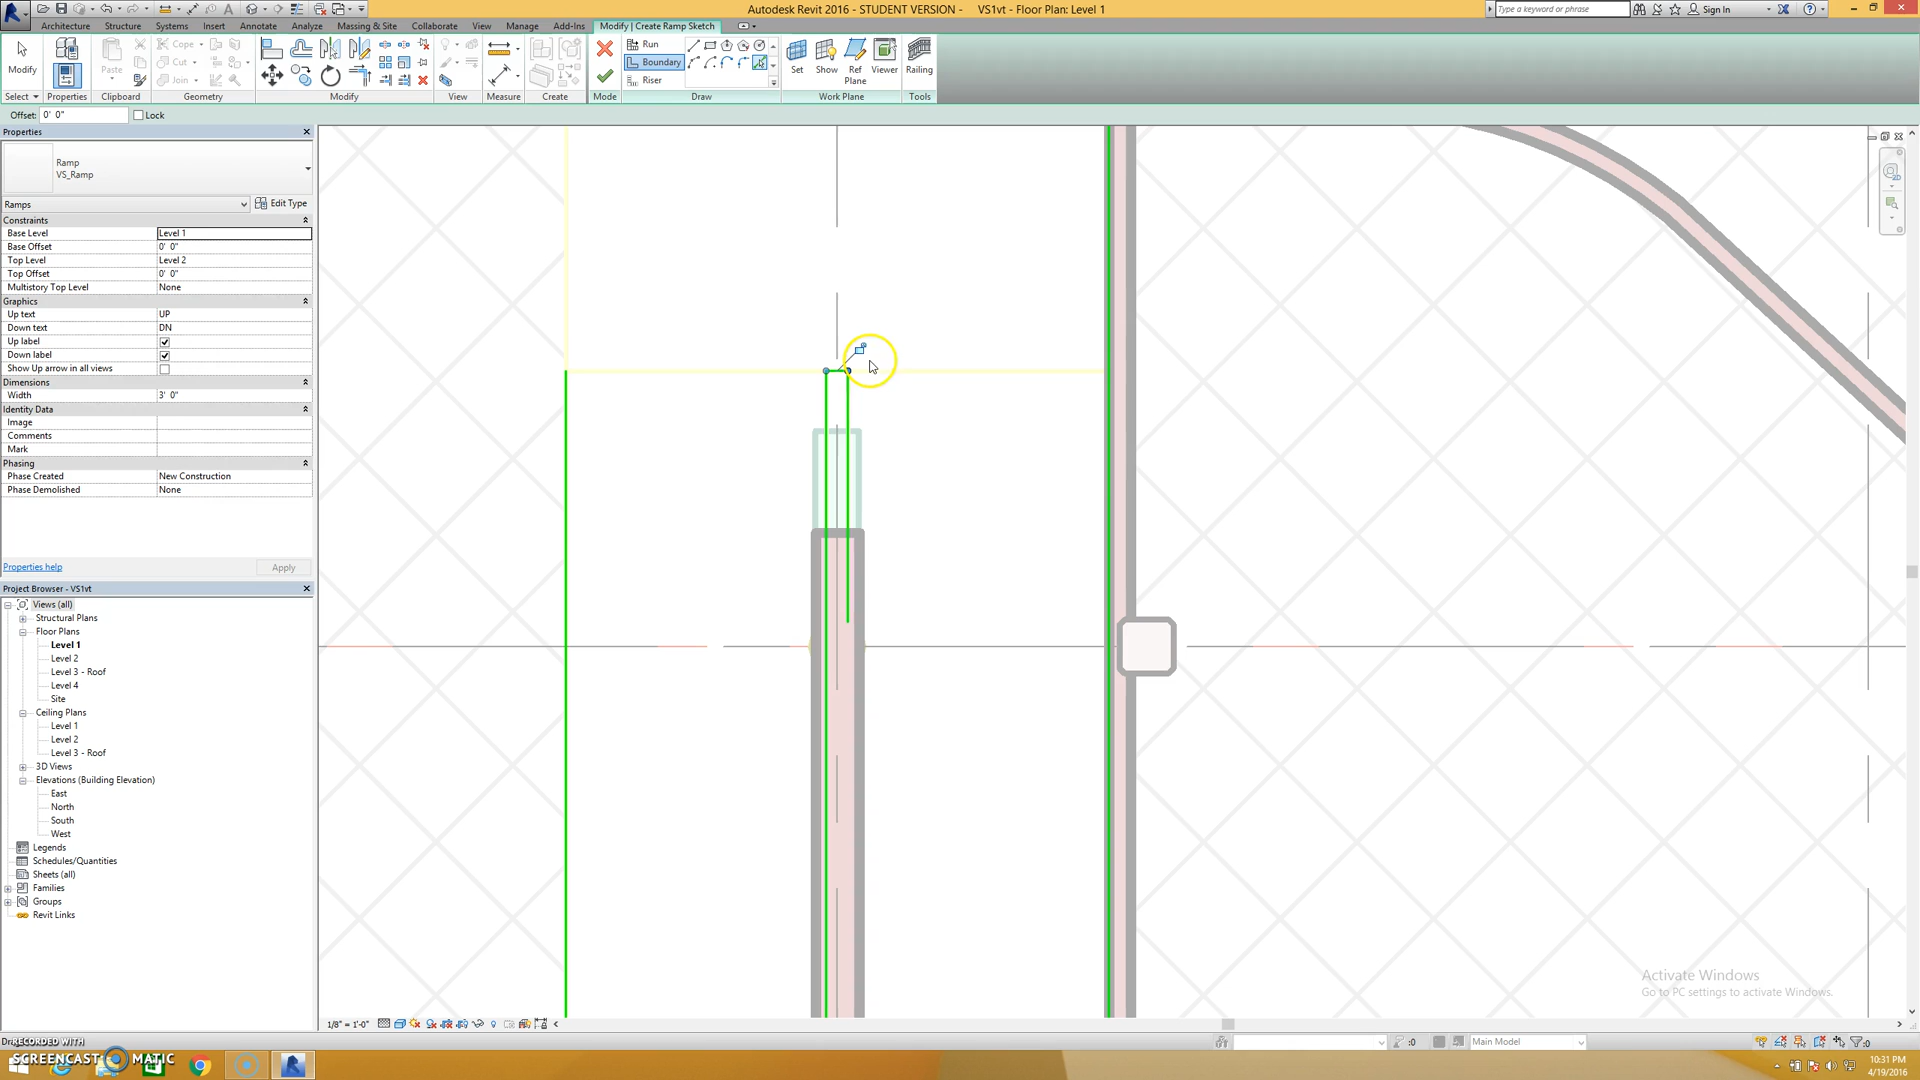 Autodesk Revit 2016 - STUDENT VERSION - VS1vt - Floor Plan: Level 1
Type a keyword or phrase
Sign In
Architecture Structure Systems Insert Annotate Analyze Massing & Site Collaborate View Manage Add-Ins Modify | Create Ramp Sketch
Modify
Paste
Cope
Cut
Join
Run
Boundary
Riser
Set
Show
Ref
Plane
Viewer
Railing
Select Properties Clipboard Geometry Modify View Measure Create Mode Draw Work Plane Tools
Offset: 0' 0" Lock
Properties
Ramp
VS_Ramp
Ramps Edit Type
Constraints
Base Level Level 1
Base Offset 0' 0"
Top Level Level 2
Top Offset 0' 0"
Multistory Top Level None
Graphics
Up text UP
Down text DN
Up label
Down label
Show Up arrow in all views
Dimensions
Width 3' 0"
Identity Data
Image
Comments
Mark
Phasing
Phase Created New Construction
Phase Demolished None
Properties help Apply
Project Browser - VS1vt
Views (all)
Structural Plans
Floor Plans
Level 1
Level 2
Level 3 - Roof
Level 4
Site
Ceiling Plans
Level 1
Level 2
Level 3 - Roof
3D Views
Elevations (Building Elevation)
East
North
South
West
Legends
Schedules/Quantities
Sheets (all)
Families
Groups
Revit Links
Activate Windows
Go to PC settings to activate Windows.
1/8" = 1'-0"
:0
Main Model
:0
RECORDED WITH
SCREENCAST MATIC
10:31 PM
4/19/2016